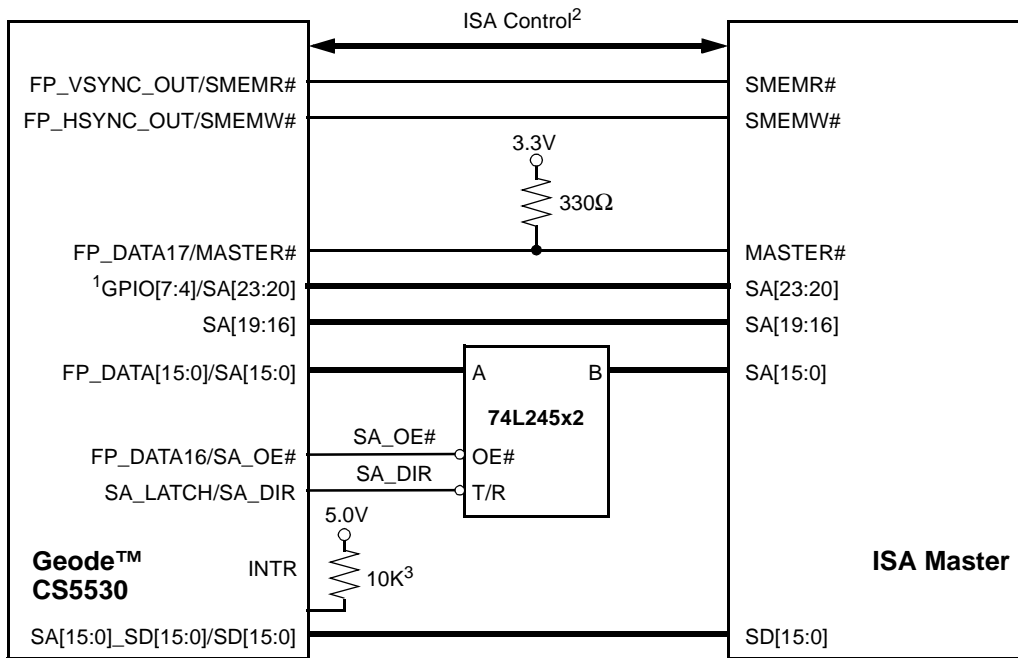 ISA Control²
FP_VSYNC_OUT/SMEMR#
SMEMR#
FP_HSYNC_OUT/SMEMW#
SMEMW#
3.3V
330Ω
FP_DATA17/MASTER#
MASTER#
¹GPIO[7:4]/SA[23:20]
SA[23:20]
SA[19:16]
SA[19:16]
FP_DATA[15:0]/SA[15:0]
A
B
SA[15:0]
74L245x2
SA_OE#
FP_DATA16/SA_OE#
OE#
SA_DIR
SA_LATCH/SA_DIR
T/R
5.0V
Geode™
CS5530
INTR
10K³
ISA Master
SA[15:0]_SD[15:0]/SD[15:0]
SD[15:0]